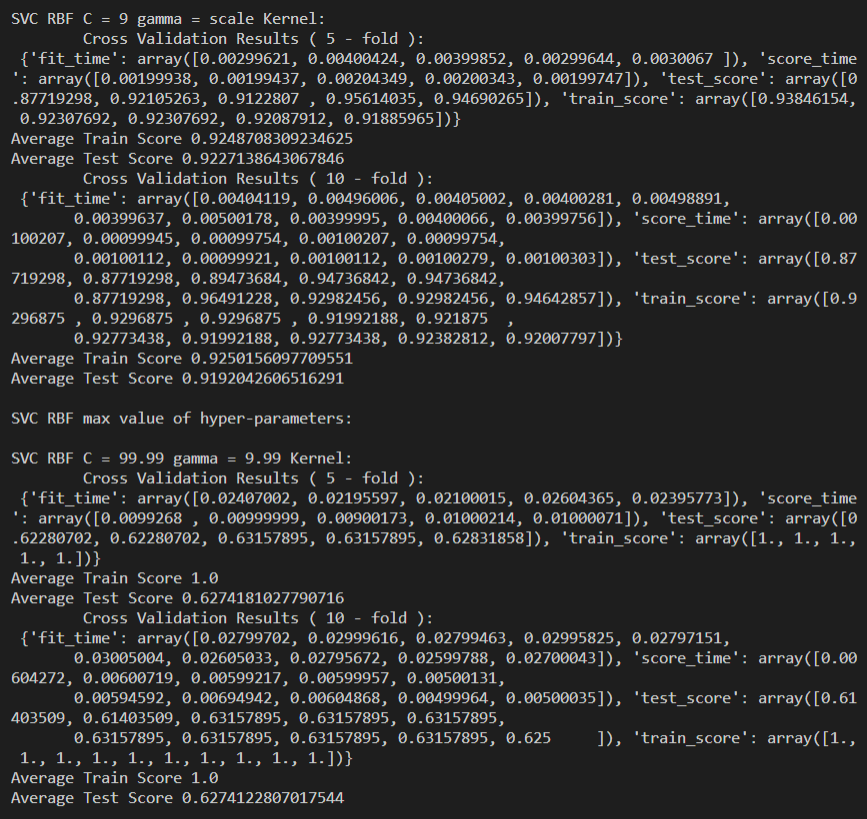 SVC RBF C = 9 gamma = scale Kernel:
Cross Validation Results ( 5 - fold ):
{'fit_time': array([0.00299621, 0.00400424, 0.00399852, 0.00299644, 0.0030067 ]), 'score_time
': array([0.00199938, 0.00199437, 0.00204349, 0.00200343, 0.00199747]), 'test_score': array([0
.87719298, 0.92105263, 0.9122807 , 0.95614035, 0.94690265]), 'train_score': array([0.93846154,
0.92307692, 0.92307692, 0.92087912, 0.91885965])}
Average Train Score 0.9248708309234625
Average Test Score 0.9227138643067846
Cross Validation Results ( 10 - fold ):
{'fit_time': array([0.00404119, 0.00496006, 0.00405002, 0.00400281, 0.00498891,
0.00399637, 0.00500178, 0.00399995, 0.00400066, 0.00399756]), 'score_time': array([0.00
100207, 0.00099945, 0.00099754, 0.00100207, 0.00099754,
0.00100112, 0.00099921, 0.00100112, 0.00100279, 0.00100303]), 'test_score': array([0.87
719298, 0.87719298, 0.89473684, 0.94736842, 0.94736842,
0.87719298, 0.96491228, 0.92982456, 0.92982456, 0.94642857]), 'train_score': array([0.9
296875 , 0.9296875 , 0.9296875 , 0.91992188, 0.921875  ,
0.92773438, 0.91992188, 0.92773438, 0.92382812, 0.92007797])}
Average Train Score 0.9250156097709551
Average Test Score 0.9192042606516291
SVC RBF max value of hyper-parameters:
SVC RBF C = 99.99 gamma = 9.99 Kernel:
Cross Validation Results ( 5 - fold ):
{'fit_time': array([0.02407002, 0.02195597, 0.02100015, 0.02604365, 0.02395773]), 'score_time
': array([0.0099268 , 0.00999999, 0.00900173, 0.01000214, 0.01000071]), 'test_score': array([0
.62280702, 0.62280702, 0.63157895, 0.63157895, 0.62831858]), 'train_score': array([1., 1., 1.,
1., 1.])}
Average Train Score 1.0
Average Test Score 0.6274181027790716
Cross Validation Results ( 10 - fold ):
{'fit_time': array([0.02799702, 0.02999616, 0.02799463, 0.02995825, 0.02797151,
0.03005004, 0.02605033, 0.02795672, 0.02599788, 0.02700043]), 'score_time': array([0.00
604272, 0.00600719, 0.00599217, 0.00599957, 0.00500131,
0.00594592, 0.00694942, 0.00604868, 0.00499964, 0.00500035]), 'test_score': array([0.61
403509, 0.61403509, 0.63157895, 0.63157895, 0.63157895,
0.63157895, 0.63157895, 0.63157895, 0.63157895, 0.625     ]), 'train_score': array([1.,
1., 1., 1., 1., 1., 1., 1., 1., 1.])}
Average Train Score 1.0
Average Test Score 0.6274122807017544